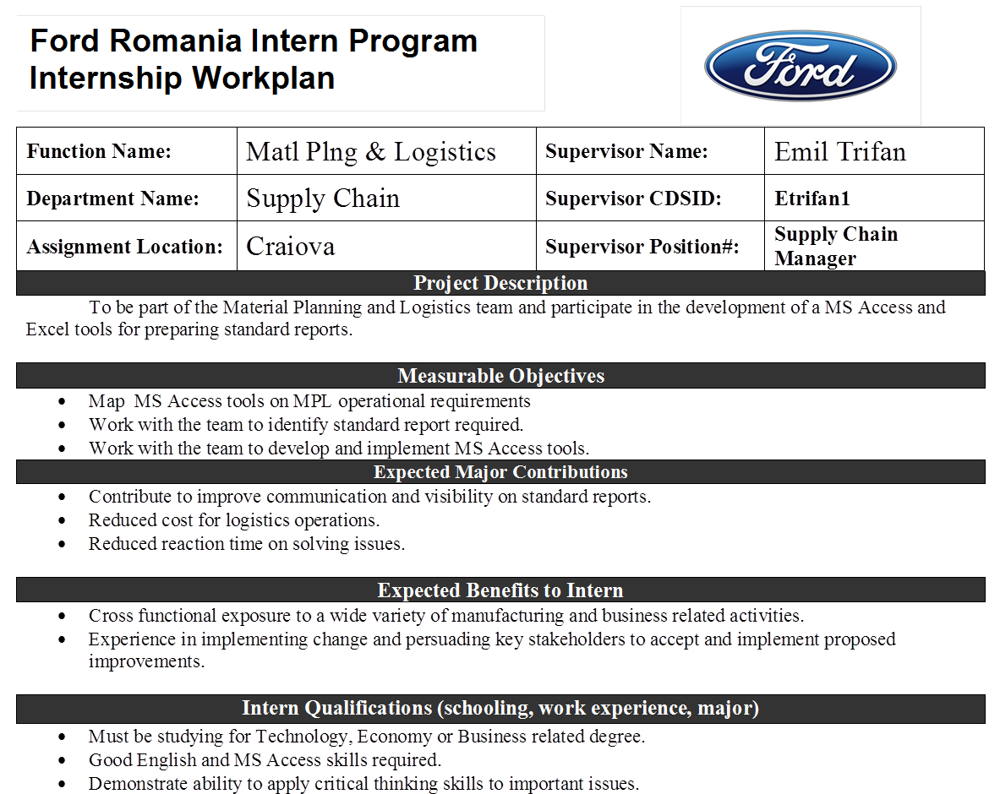 Ford Romania Intern Program
Internship Workplan
Ford
Function Name: Matl Plng & Logistics Supervisor Name: Emil Trifan
Department Name: Supply Chain Supervisor CDSID: Etrifan1
Assignment Location: Craiova Supervisor Position#: Supply Chain
Manager
Project Description
To be part of the Material Planning and Logistics team and participate in the development of a MS Access and
Excel tools for preparing standard reports.
Measurable Objectives
• Map MS Access tools on MPL operational requirements
• Work with the team to identify standard report required.
• Work with the team to develop and implement MS Access tools.
Expected Major Contributions
• Contribute to improve communication and visibility on standard reports.
• Reduced cost for logistics operations.
• Reduced reaction time on solving issues.
Expected Benefits to Intern
• Cross functional exposure to a wide variety of manufacturing and business related activities.
• Experience in implementing change and persuading key stakeholders to accept and implement proposed
improvements.
Intern Qualifications (schooling, work experience, major)
• Must be studying for Technology, Economy or Business related degree.
• Good English and MS Access skills required.
• Demonstrate ability to apply critical thinking skills to important issues.